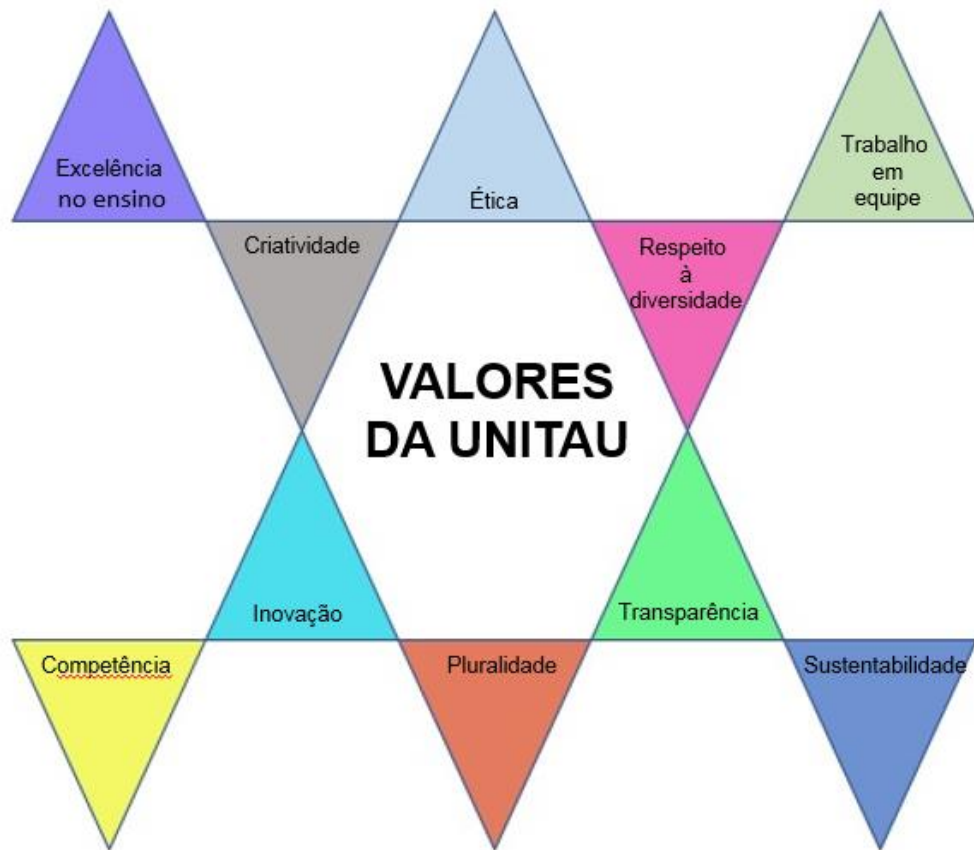 Excelência
no ensino
Ética
Trabalho
em
equipe
Criatividade
Respeito
à
diversidade
VALORES
DA UNITAU
Inovação
Transparência
Competência
Pluralidade
Sustentabilidade